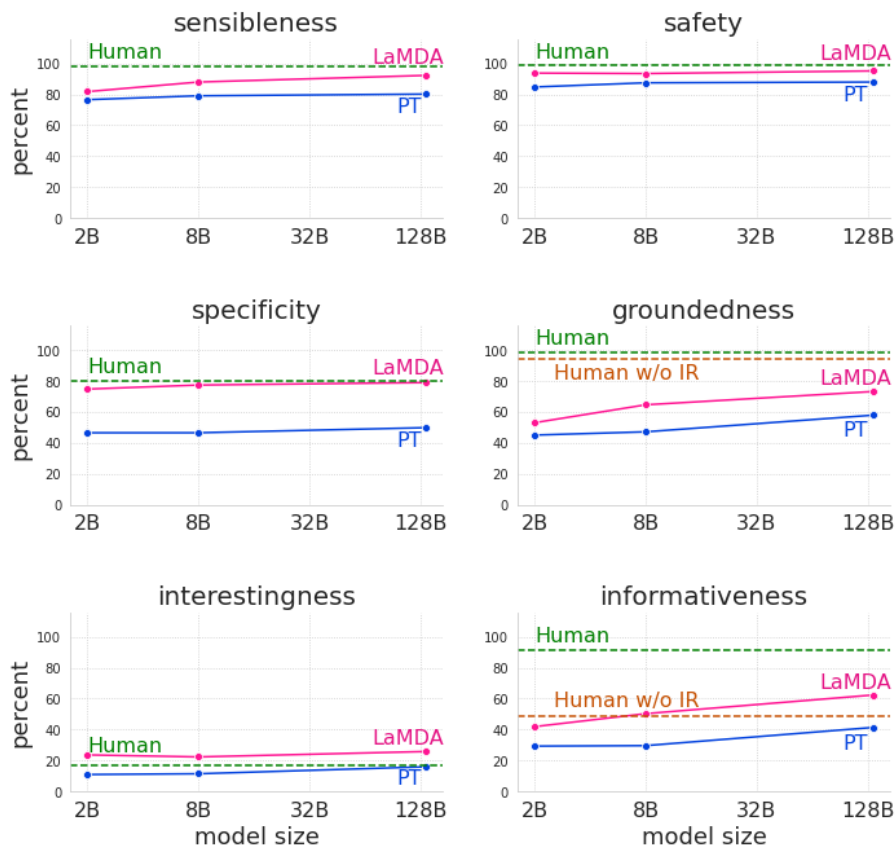 sensibleness
Human
LaMDA
PT
percent
100
80
60
40
20
0
2B 8B 32B 128B
safety
Human
LaMDA
PT
100
80
60
40
20
0
2B 8B 32B 128B
specificity
Human
LaMDA
PT
percent
100
80
60
40
20
0
2B 8B 32B 128B
groundedness
Human
Human w/o IR
LaMDA
PT
100
80
60
40
20
0
2B 8B 32B 128B
interestingness
Human
LaMDA
PT
percent
100
80
60
40
20
0
2B 8B 32B 128B
model size
informativeness
Human
Human w/o IR
LaMDA
PT
100
80
60
40
20
0
2B 8B 32B 128B
model size